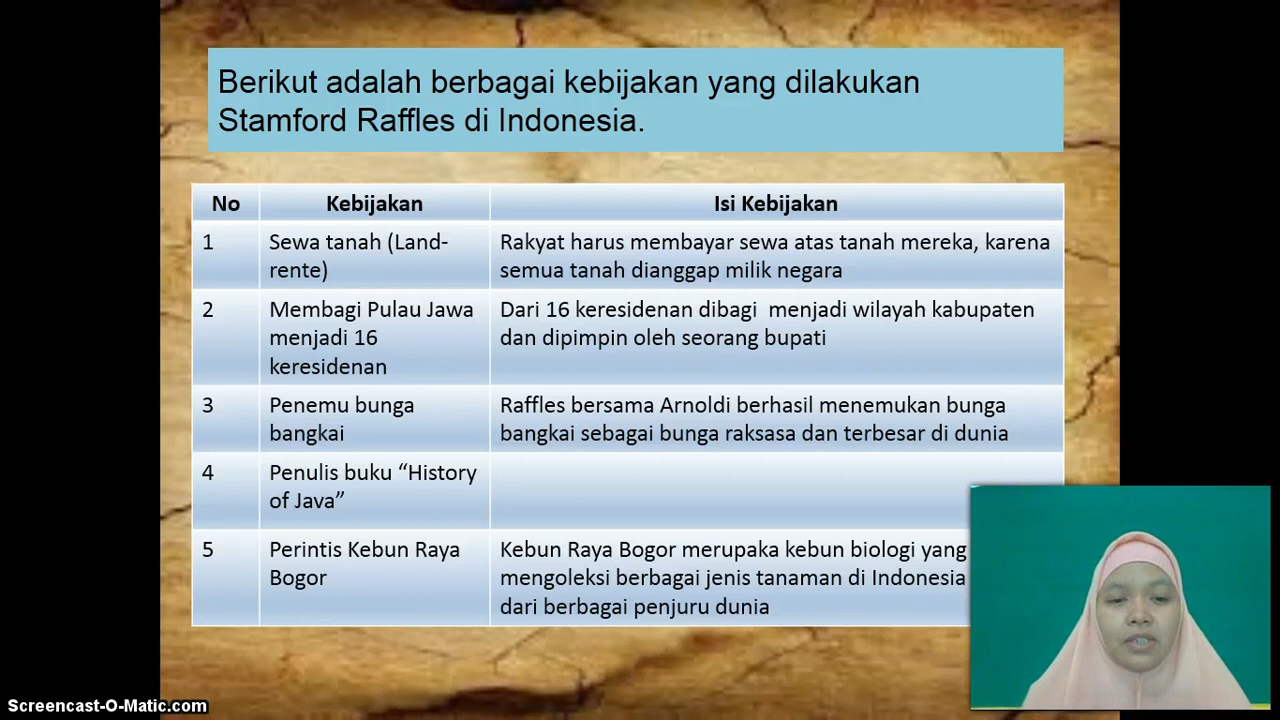 Berikut adalah berbagai kebijakan yang dilakukan
Stamford Raffles di Indonesia.
No Kebijakan Isi Kebijakan
1 Sewa tanah (Land- Rakyat harus membayar sewa atas tanah mereka, karena
rente) semua tanah dianggap milik negara
2 Membagi Pulau Jawa Dari 16 keresidenan dibagi menjadi wilayah kabupaten
menjadi 16 dan dipimpin oleh seorang bupati
keresidenan
3 Penemu bunga Raffles bersama Arnoldi berhasil menemukan bunga
bangkai bangkai sebagai bunga raksasa dan terbesar di dunia
4 Penulis buku “History
of Java”
5 Perintis Kebun Raya Kebun Raya Bogor merupaka kebun biologi yang
Bogor mengoleksi berbagai jenis tanaman di Indonesia
dari berbagai penjuru dunia
Screencast-O-Matic.com